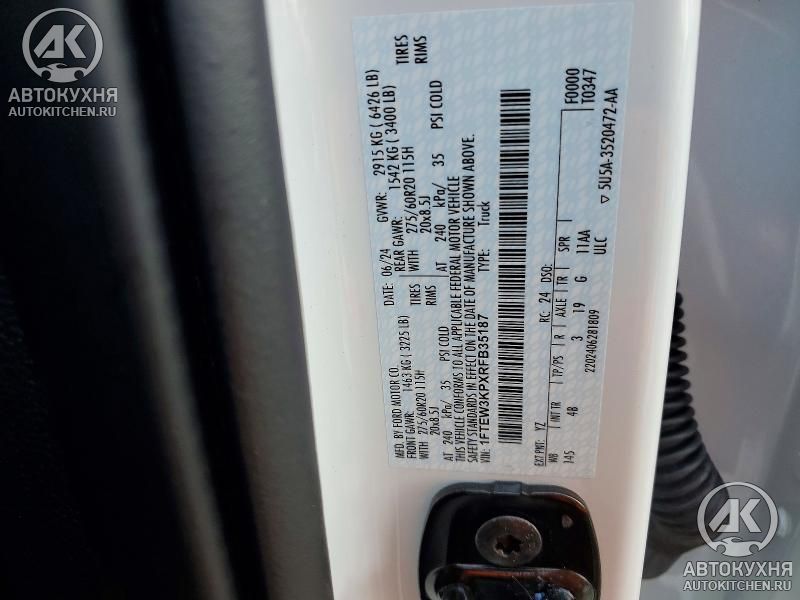 АВТОКУХНЯ
AUTOKITCHEN.RU
MFD. BY FORD MOTOR CO. DATE: 06/24 GVWR: 2915 KG ( 6426 LB)
FRONT GAWR: 1463 KG ( 3225 LB) REAR GAWR: 1542 KG ( 3400 LB)
WITH 275/60R20 115H TIRES WITH 275/60R20 115H TIRES
20x8.5J RIMS 20x8.5J RIMS
AT 240 kPa/ 35 PSI COLD AT 240 kPa/ 35 PSI COLD
THIS VEHICLE CONFORMS TO ALL APPLICABLE FEDERAL MOTOR VEHICLE
SAFETY STANDARDS IN EFFECT ON THE DATE OF MANUFACTURE SHOWN ABOVE.
VIN: 1FTEW3KPXRFB35187 TYPE: Truck
EXT PNT: YZ RC: 24 DSO: F0000
WB INT TR TP/PS R AXLE TR SPR T0347
145 4B 3 19 G 11AA
ULC
2202406281809 ▽ 5U5A-3520472-AA
AK
АВТОКУХНЯ
AUTOKITCHEN.RU